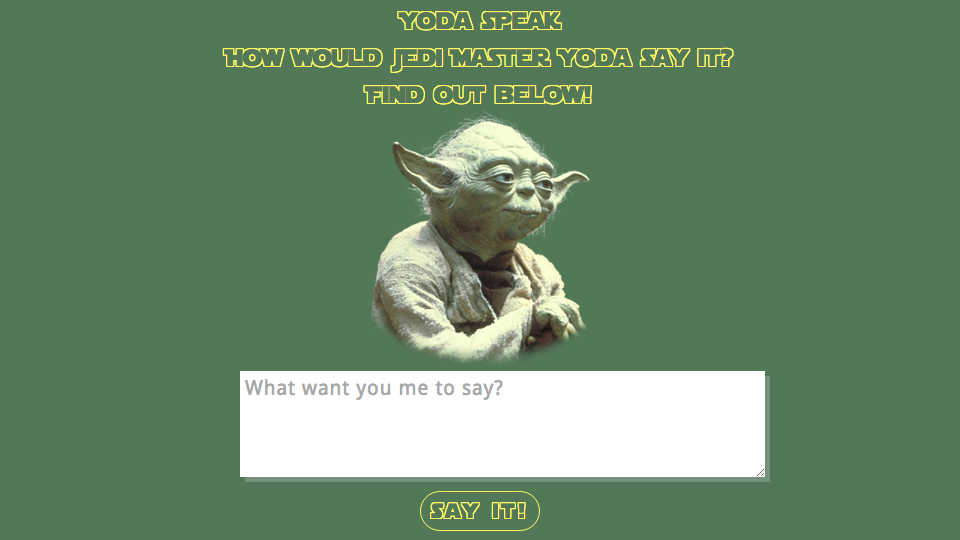 YODA SPEAK
HOW WOULD JEDI MASTER YODA SAY IT?
FIND OUT BELOW!
What want you me to say?
SAY IT!